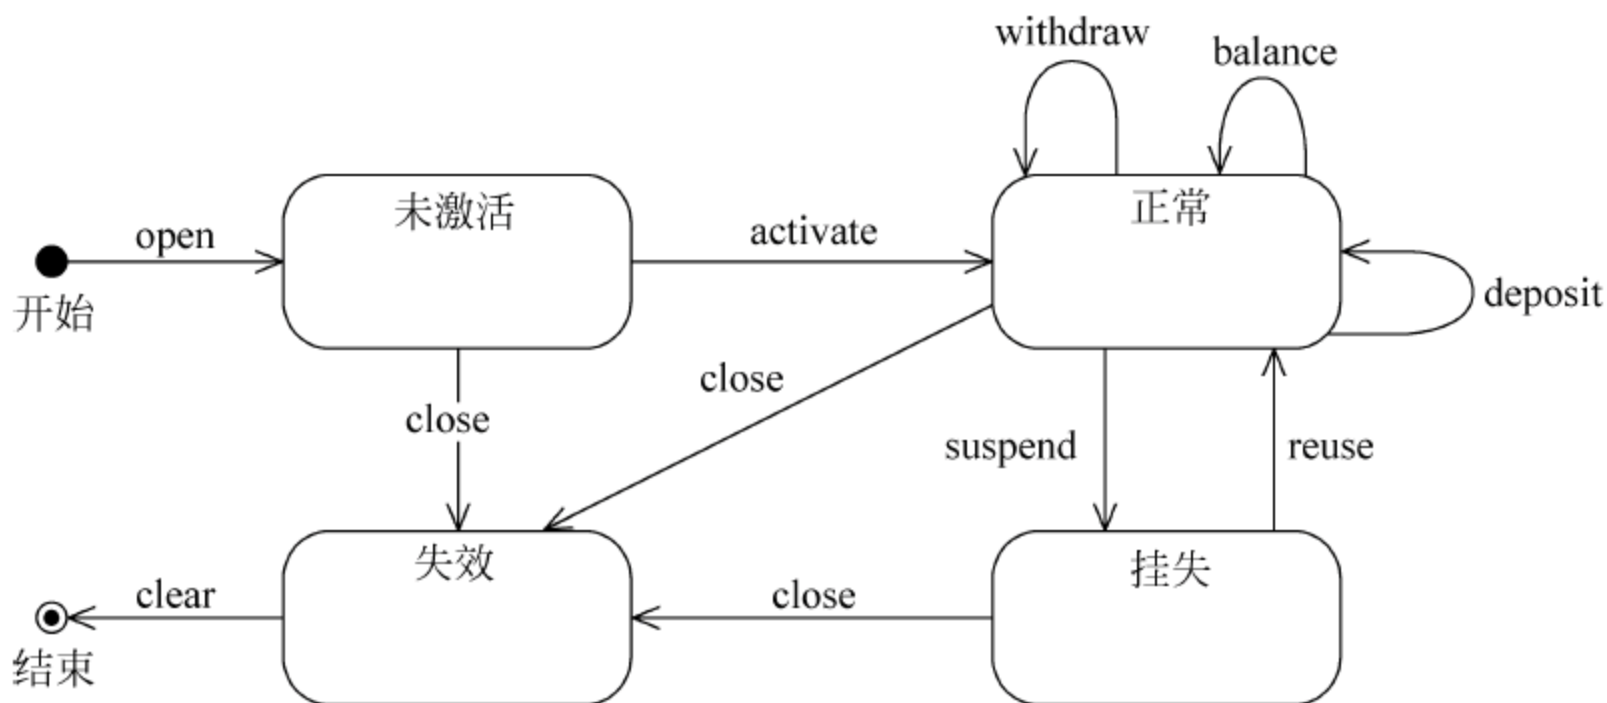 withdraw
balance
未激活
正常
open
activate
开始
deposit
close
close
suspend
reuse
失效
挂失
clear
close
结束